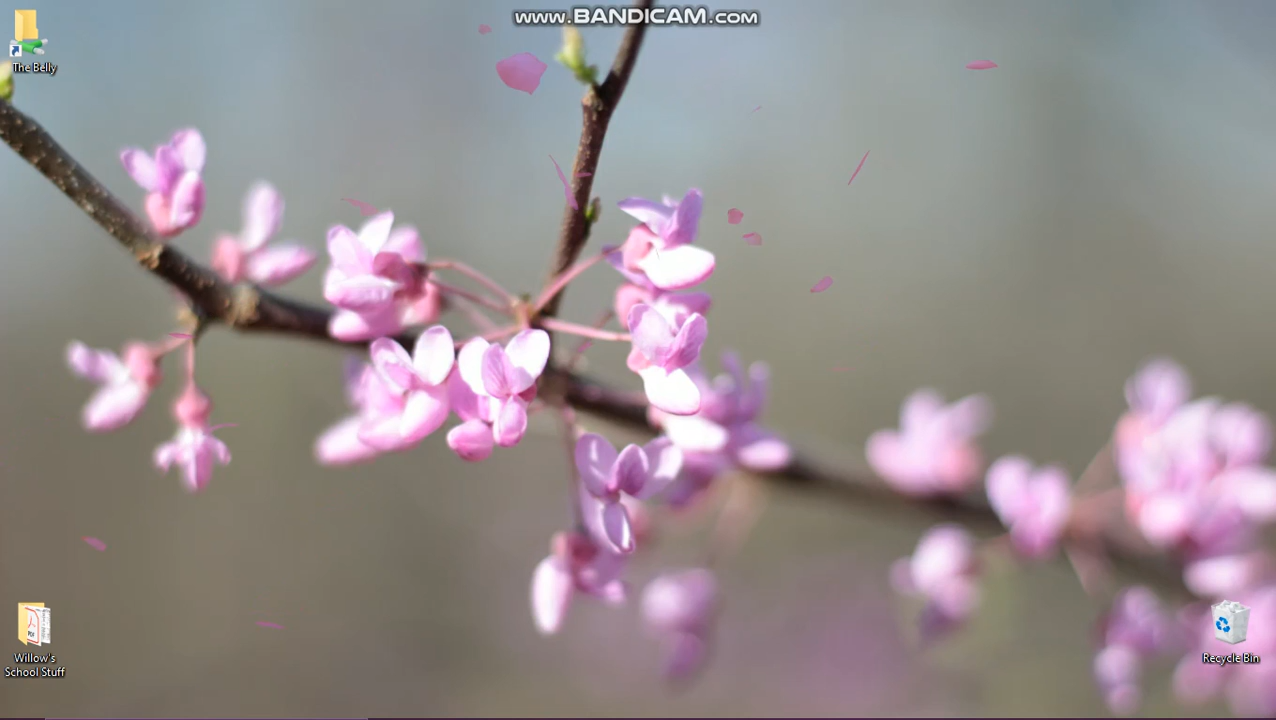 www.BANDICAM.com
The Belly
Willow's
School Stuff
Recycle Bin